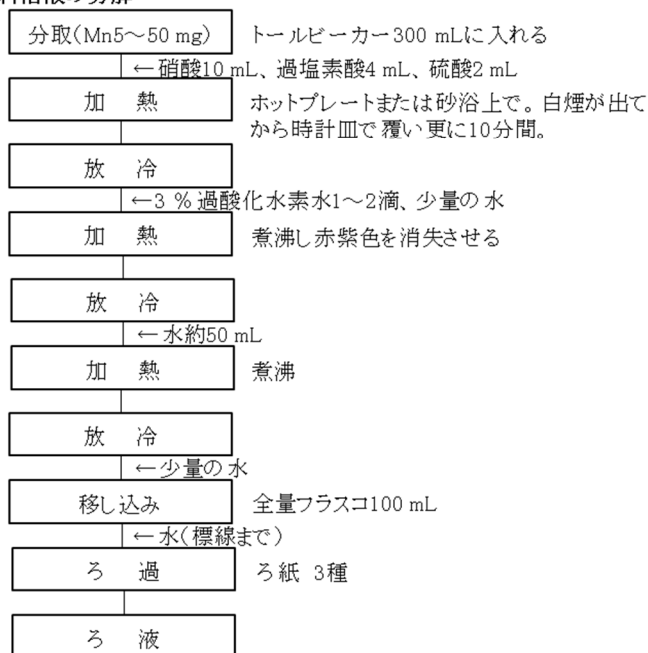 分取(Mn5～50 mg) トールビーカー300 mLに入れる
←硝酸10 mL、過塩素酸4 mL、硫酸2 mL
加 熱 ホットプレートまたは砂浴上で。白煙が出て
から時計皿で覆い更に10分間。
放 冷
←3 %過酸化水素水1～2滴、少量の水
加 熱 煮沸し赤紫色を消失させる
放 冷
←水約50 mL
加 熱 煮沸
放 冷
←少量の水
移し込み 全量フラスコ100 mL
←水(標線まで)
ろ 過 ろ紙 3種
ろ 液